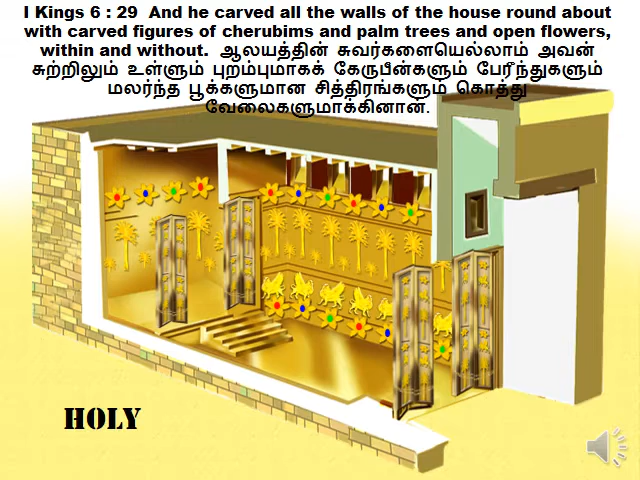 I Kings 6 : 29 And he carved all the walls of the house round about
with carved figures of cherubims and palm trees and open flowers,
within and without. ஆலயத்தின் சுவர்களையெல்லாம் அவன்
சுற்றிலும் உள்ளும் புறம்புமாகக் கேருபீன்களும் பேரீந்துகளும்
மலர்ந்த பூக்களுமான சித்திரங்களும் கொத்து
வேலைகளுமாக்கினான்.
HOLY